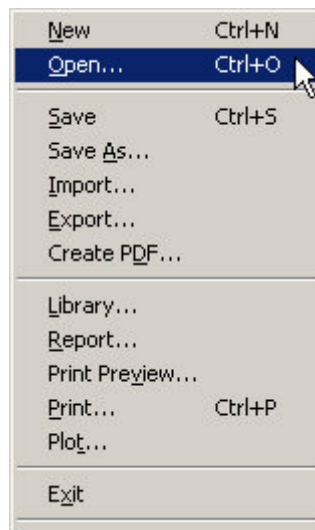 New Ctrl+N
Open... Ctrl+O
Save Ctrl+S
Save As...
Import...
Export...
Create PDF...
Library...
Report...
Print Preview...
Print... Ctrl+P
Plot...
Exit